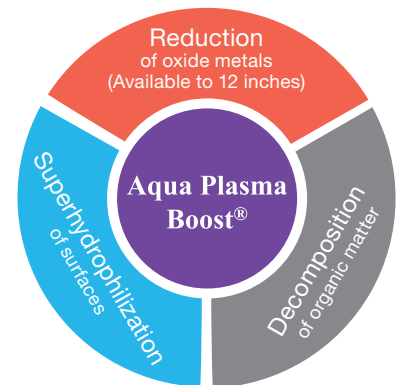 Reduction
of oxide metals
(Available to 12 inches)
Aqua Plasma
Boost®
Superhydrophilization
of surfaces
Decomposition
of organic matter